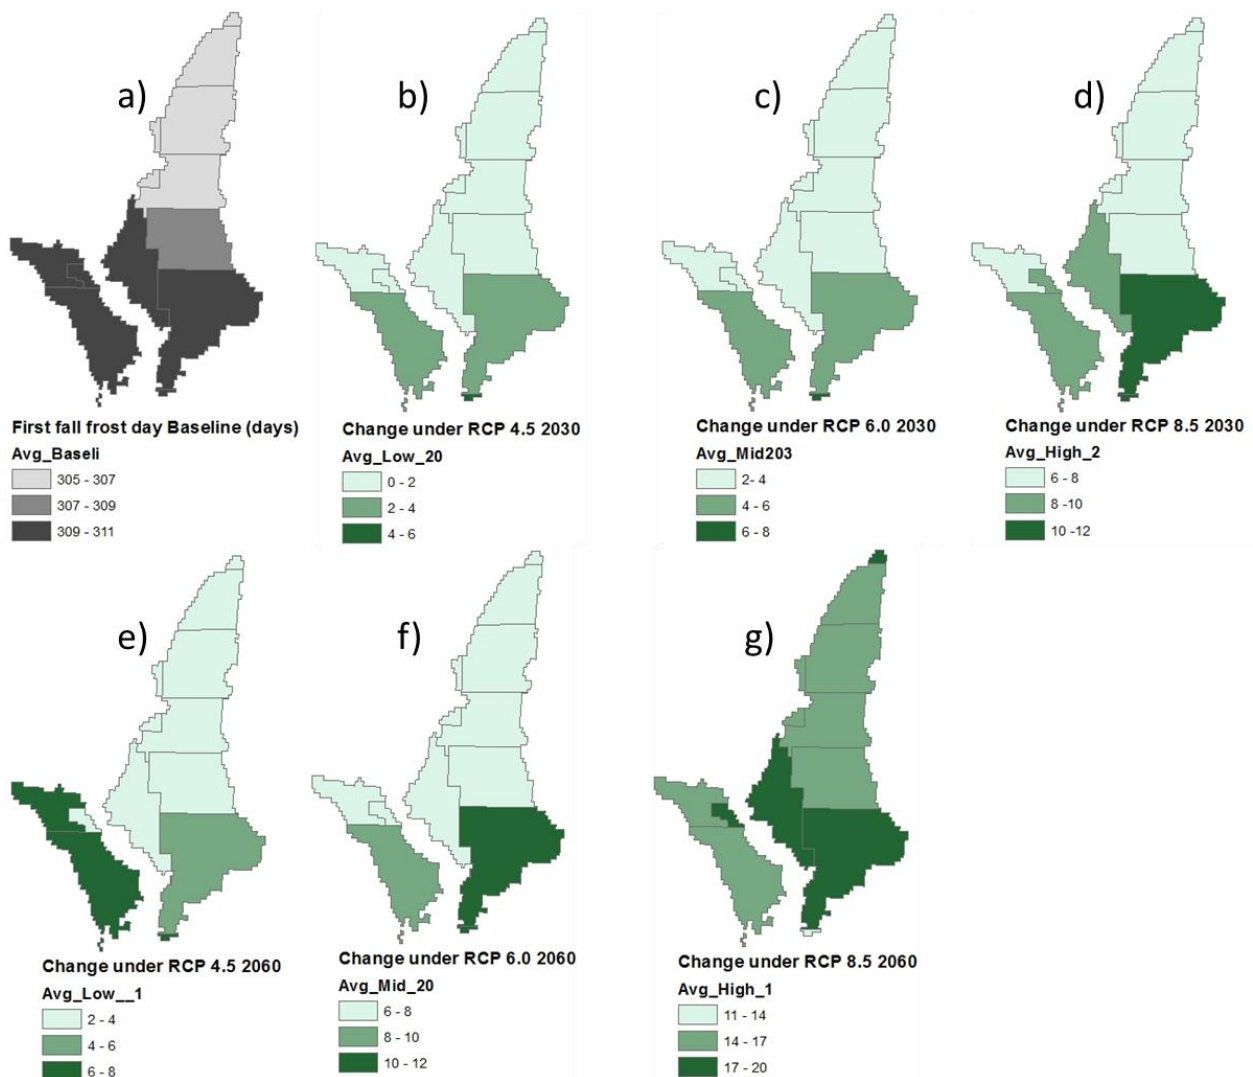 a)
b)
c)
d)
First fall frost day Baseline (days)
Avg_Baseli
305 - 307
307 - 309
309 - 311
Change under RCP 4.5 2030
Avg_Low_20
0 - 2
2 - 4
4 - 6
Change under RCP 6.0 2030
Avg_Mid203
2- 4
4 - 6
6 - 8
Change under RCP 8.5 2030
Avg_High_2
6 - 8
8 -10
10 -12
e)
f)
g)
Change under RCP 4.5 2060
Avg_Low__1
2 - 4
4 - 6
6 - 8
Change under RCP 6.0 2060
Avg_Mid_20
6 - 8
8 - 10
10 - 12
Change under RCP 8.5 2060
Avg_High_1
11 - 14
14 - 17
17 - 20